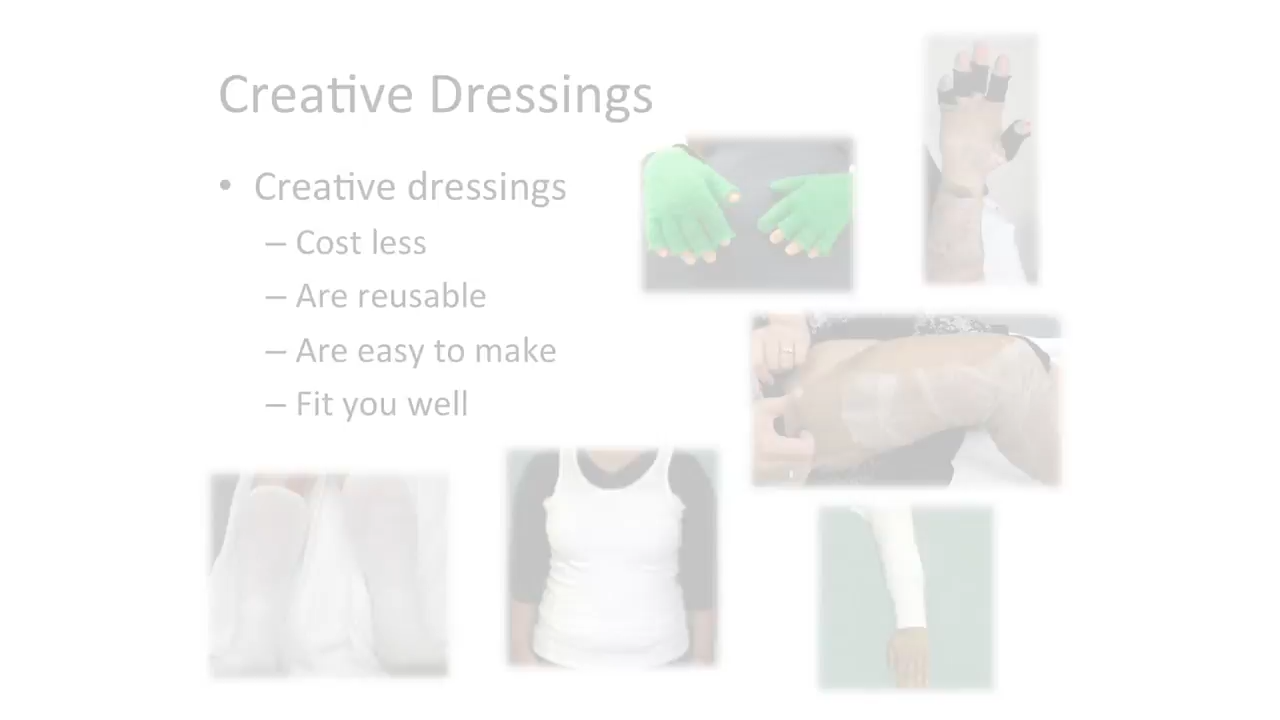 Creative Dressings
• Creative dressings
– Cost less
– Are reusable
– Are easy to make
– Fit you well